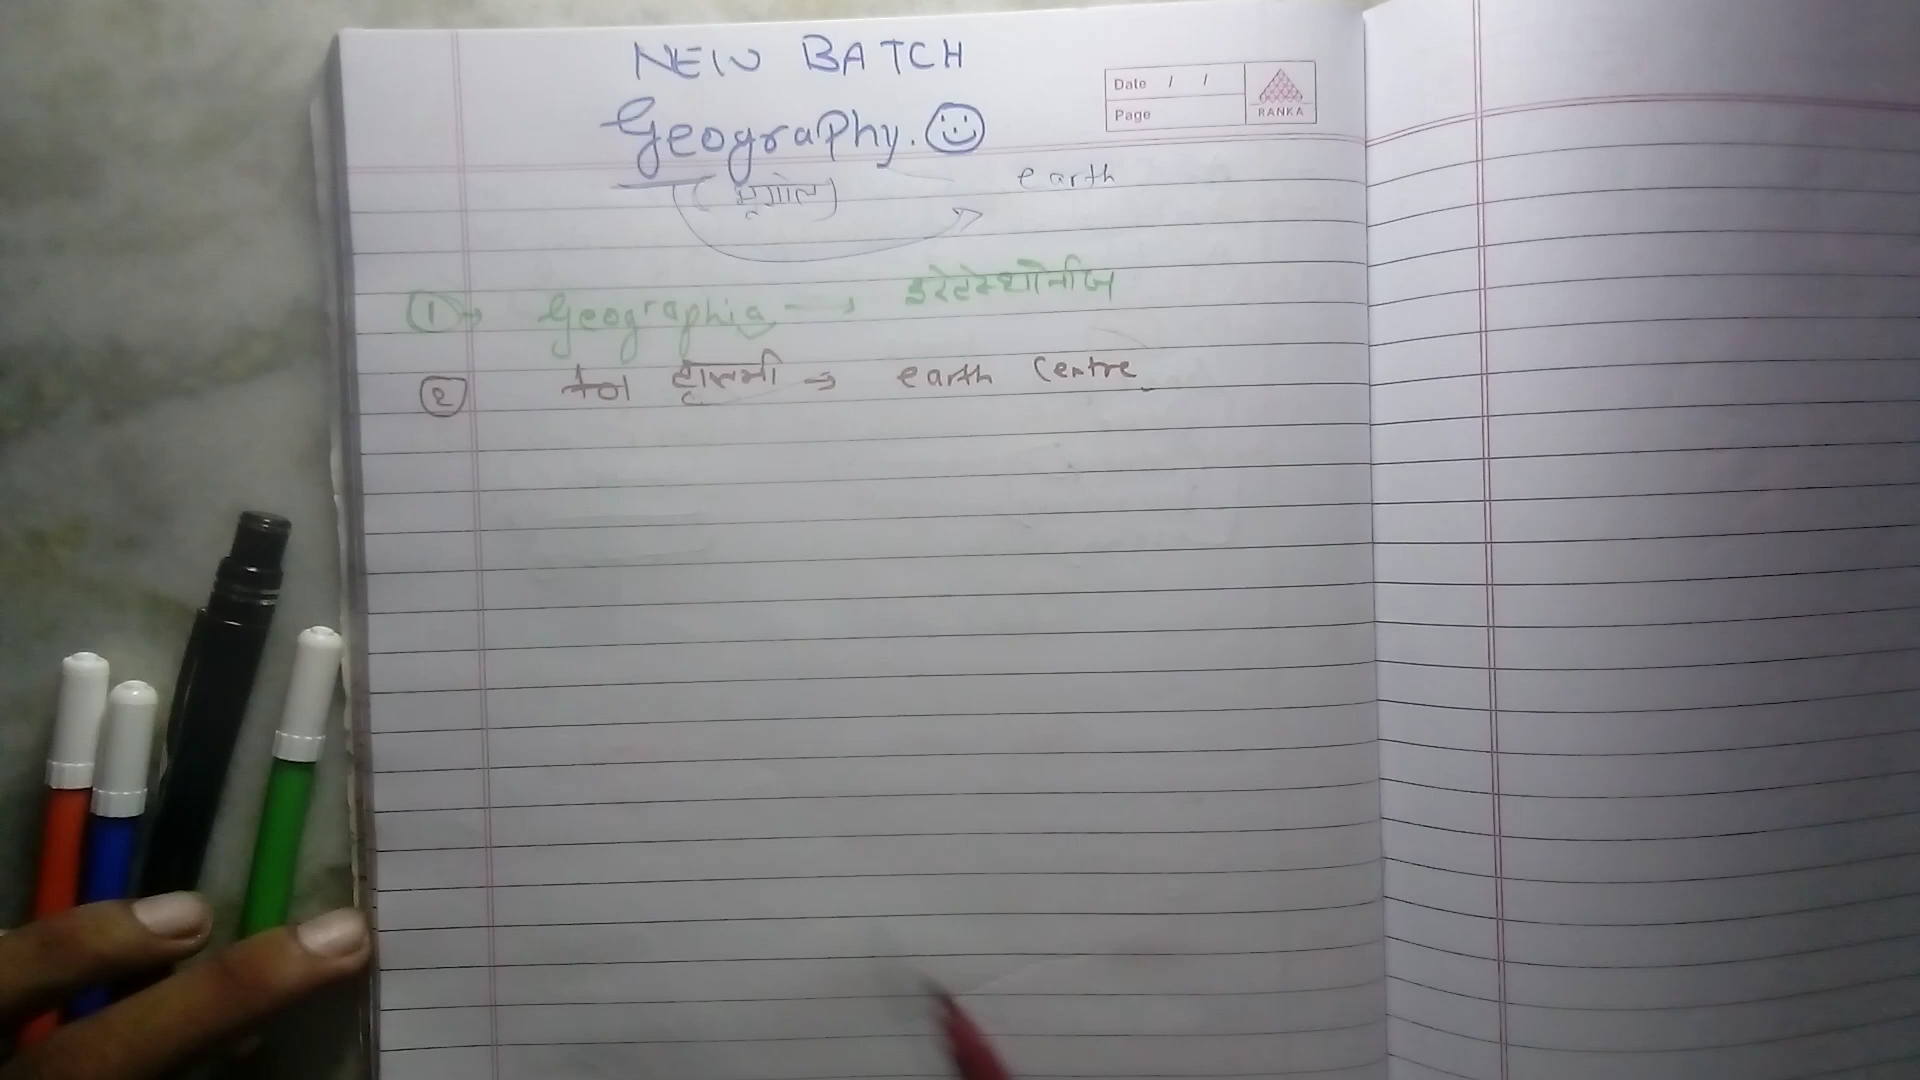 NEW BATCH
Date / /
Page
RANKA
Geography.
(भूगोल)
earth
① → Geographia → इरेटेस्थोनीज
② टॉलमी → earth Centre